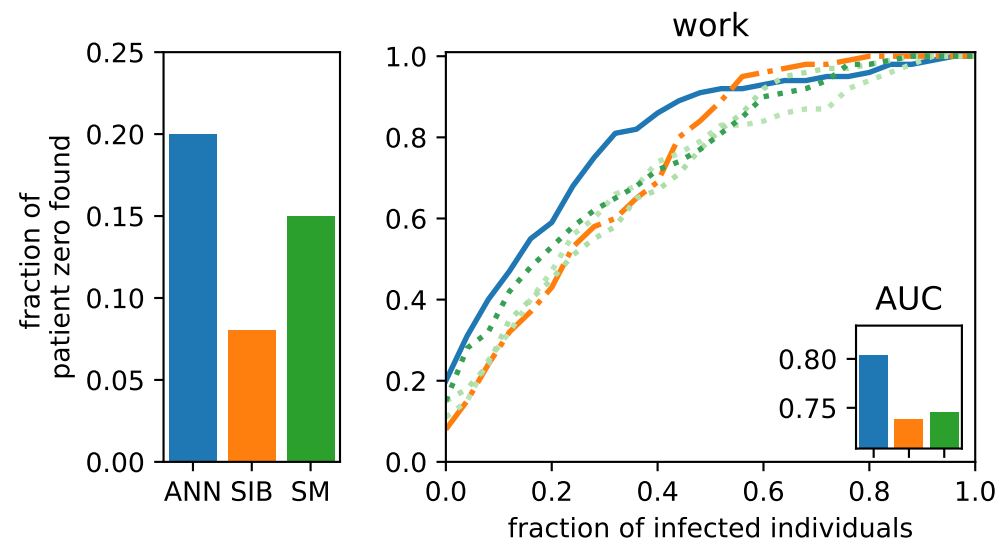 fraction of
patient zero found
0.25
0.20
0.15
0.10
0.05
0.00
ANN SIB SM
work
1.0
0.8
0.6
0.4
0.2
0.0
0.0 0.2 0.4 0.6 0.8 1.0
fraction of infected individuals
AUC
0.80
0.75